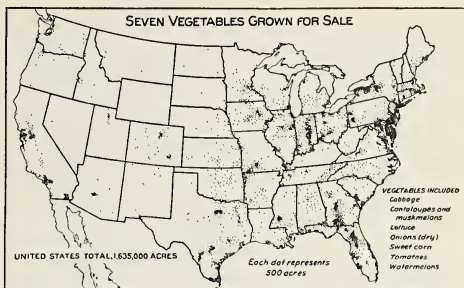 SEVEN VEGETABLES GROWN FOR SALE
VEGETABLES INCLUDED
Cabbage
Cantaloupes and
muskmelons
Lettuce
Onions (dry)
Sweet corn
Tomatoes
Watermelons
UNITED STATES TOTAL, 1,635,000 ACRES
Each dot represents
500 acres